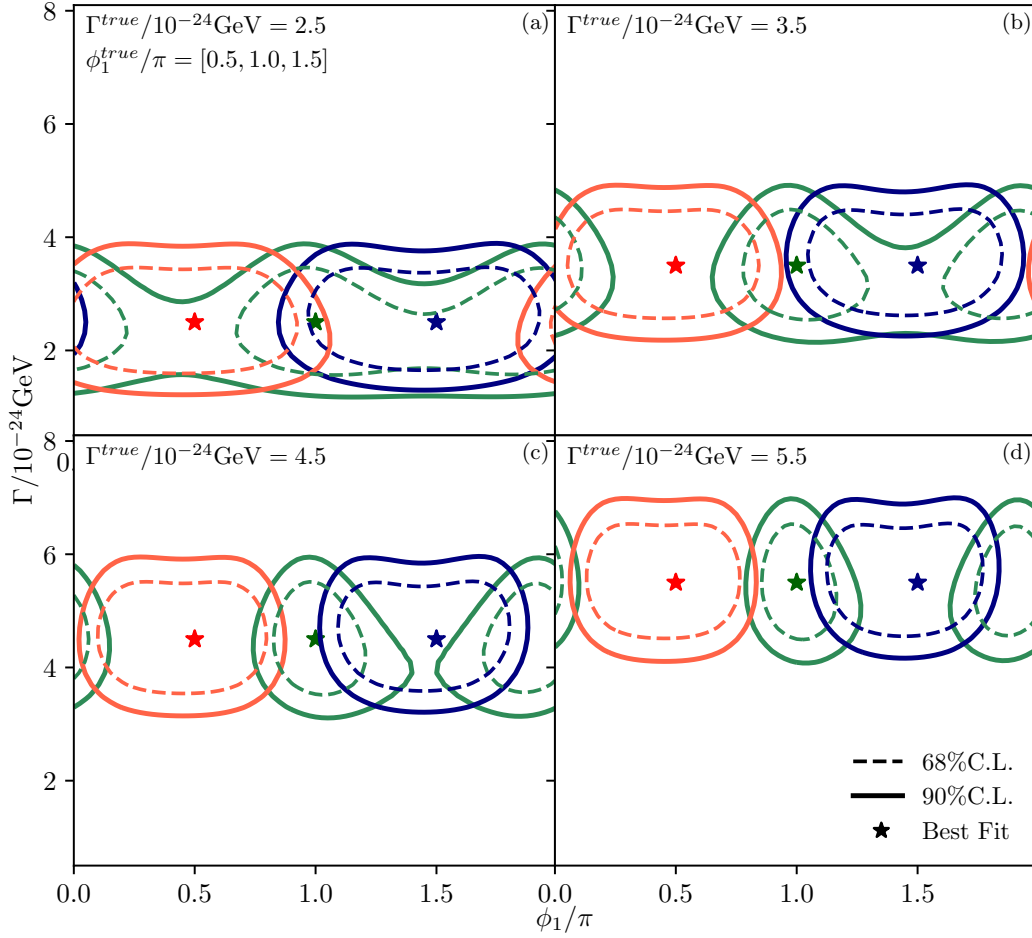 Γ^{true}/10^{−24}GeV = 2.5
(a)
ϕ_1^{true}/π = [0.5, 1.0, 1.5]
Γ^{true}/10^{−24}GeV = 3.5
(b)
8
6
4
2
0.
Γ/10^{−24}GeV
Γ^{true}/10^{−24}GeV = 4.5
(c)
Γ^{true}/10^{−24}GeV = 5.5
(d)
8
6
4
2
68%C.L.
90%C.L.
Best Fit
0.0 0.5 1.0 1.5 0.0 0.5 1.0 1.5
ϕ_1/π